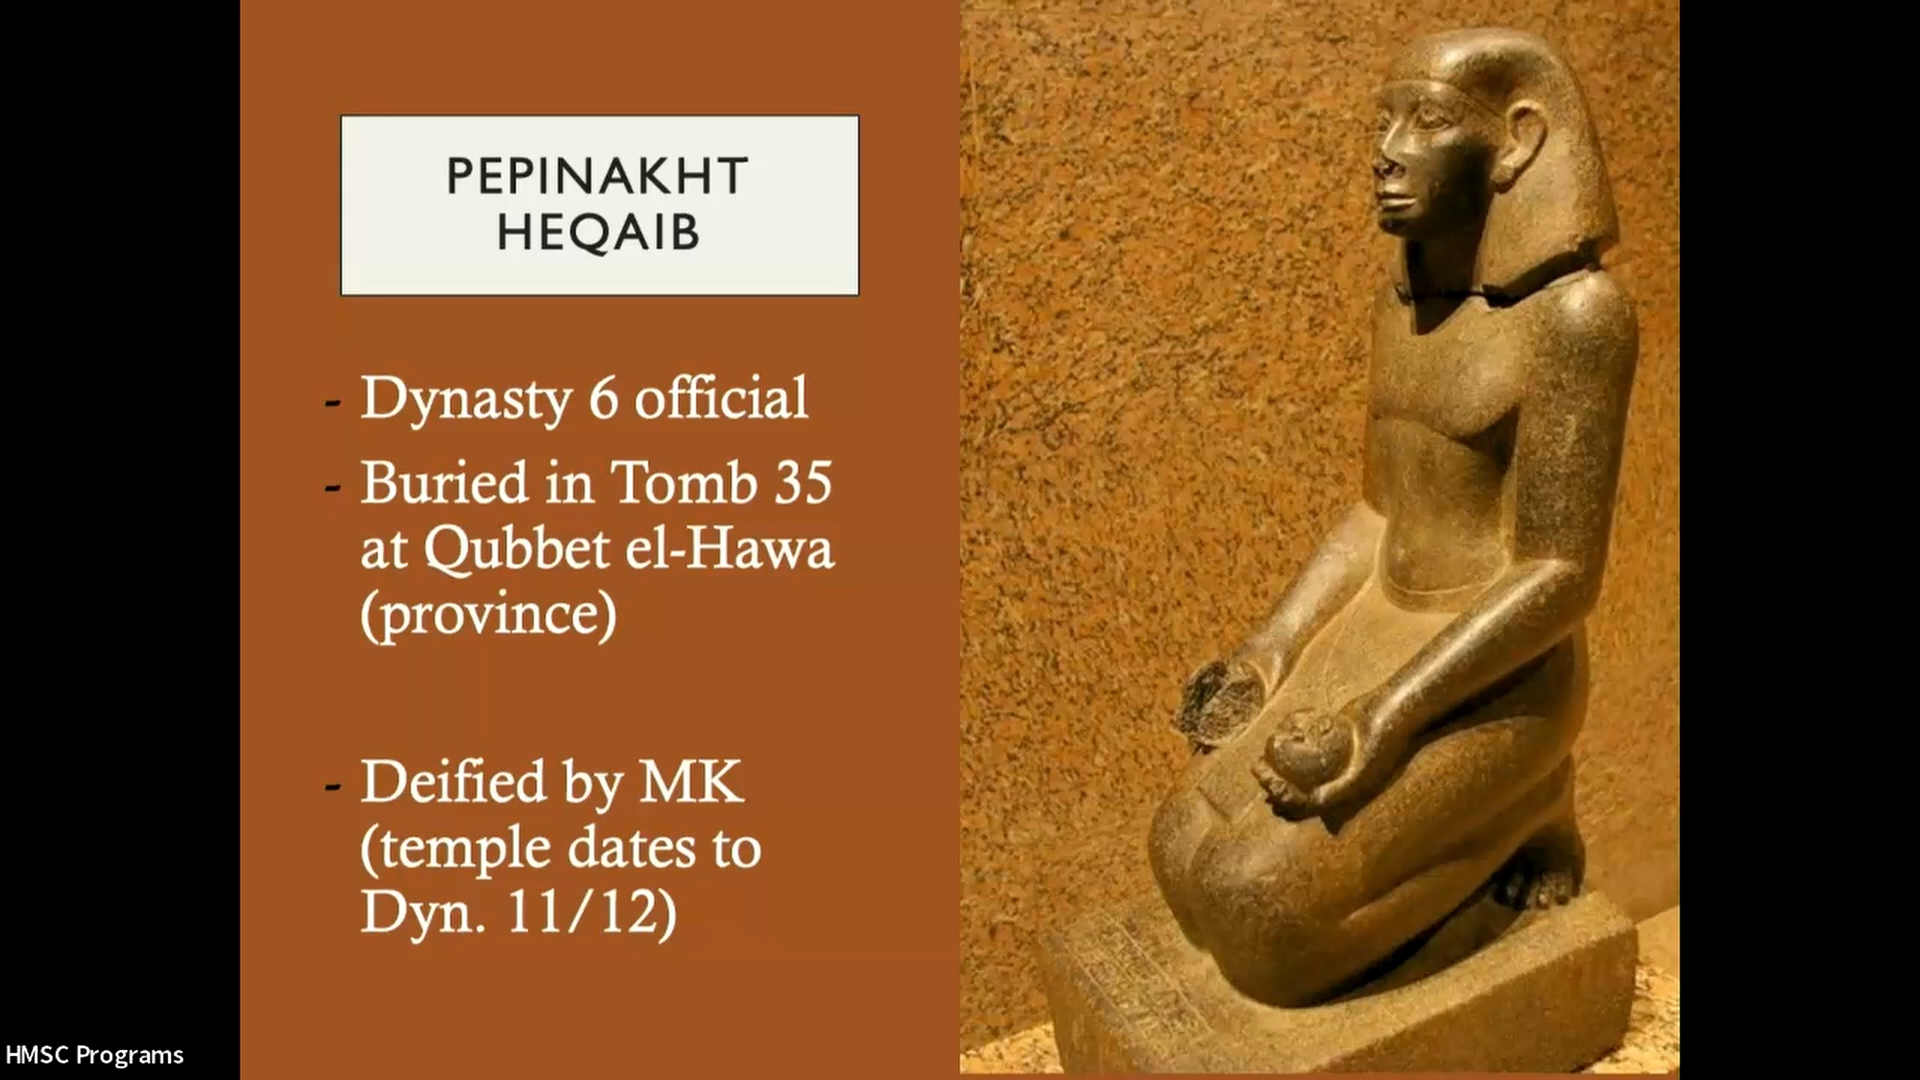 PEPINAKHT
HEQAIB
- Dynasty 6 official
- Buried in Tomb 35
at Qubbet el-Hawa
(province)
- Deified by MK
(temple dates to
Dyn. 11/12)
HMSC Programs